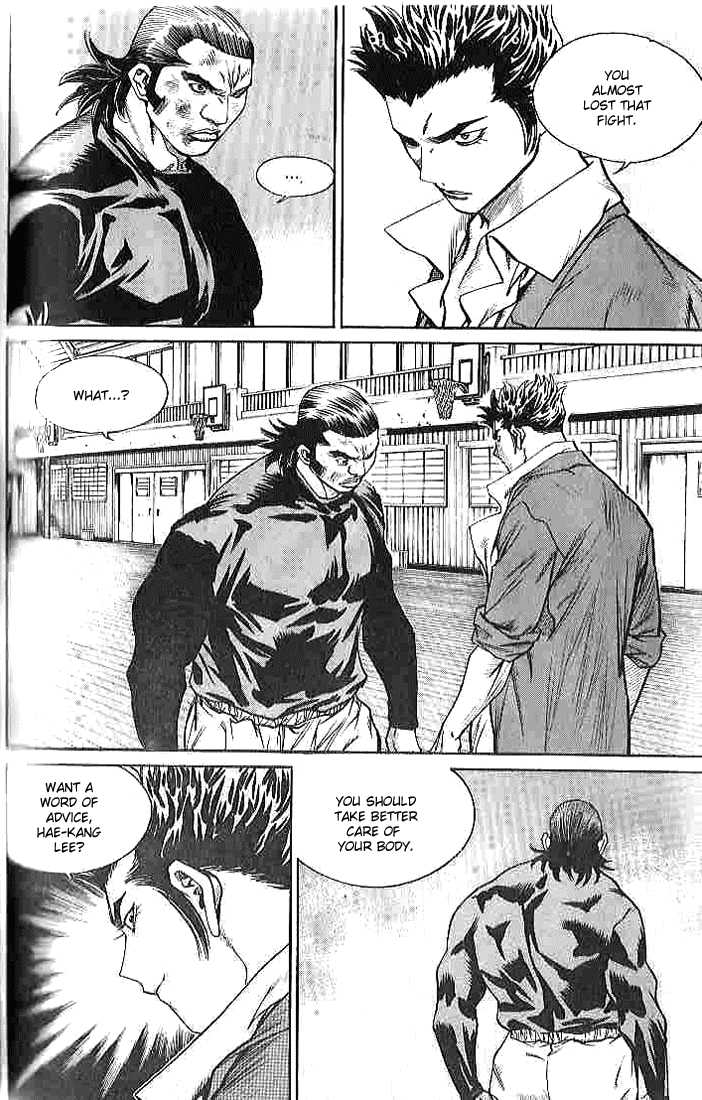 ...
YOU
ALMOST
LOST THAT
FIGHT.
WHAT...?
WANT A
WORD OF
ADVICE,
HAE-KANG
LEE?
YOU SHOULD
TAKE BETTER
CARE OF
YOUR BODY.